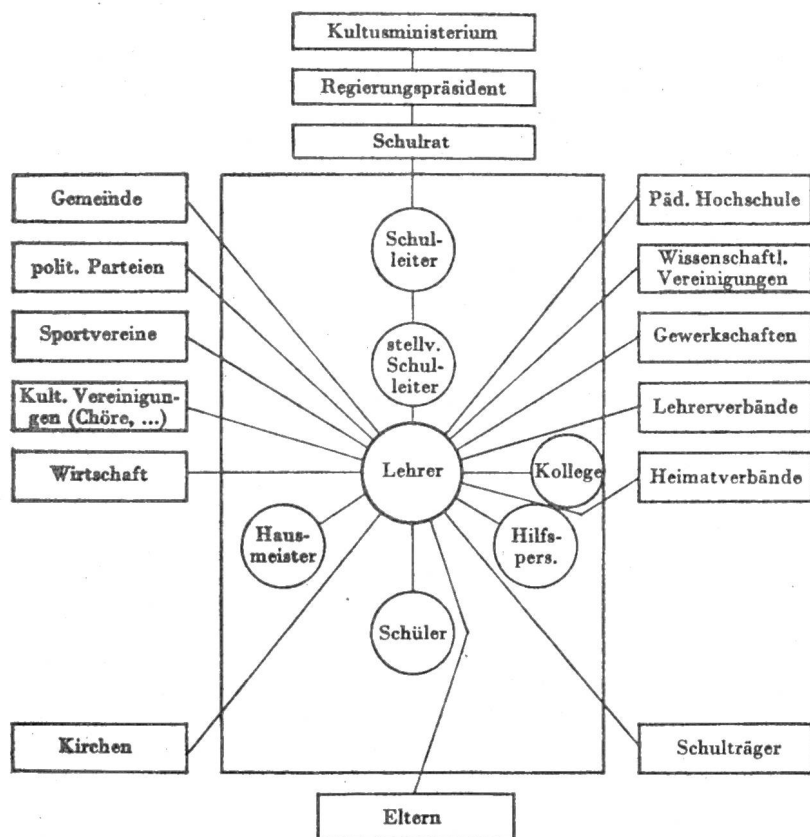 Kultusministerium
Regierungspräsident
Schulrat
Gemeinde
polit. Parteien
Sportvereine
Kult. Vereinigun-
gen (Chöre, ...)
Wirtschaft
Kirchen
Schul-
leiter
stellv.
Schul-
leiter
Lehrer
Kollege
Haus-
meister
Hilfs-
pers.
Schüler
Päd. Hochschule
Wissenschaftl.
Vereinigungen
Gewerkschaften
Lehrerverbände
Heimatverbände
Schulträger
Eltern